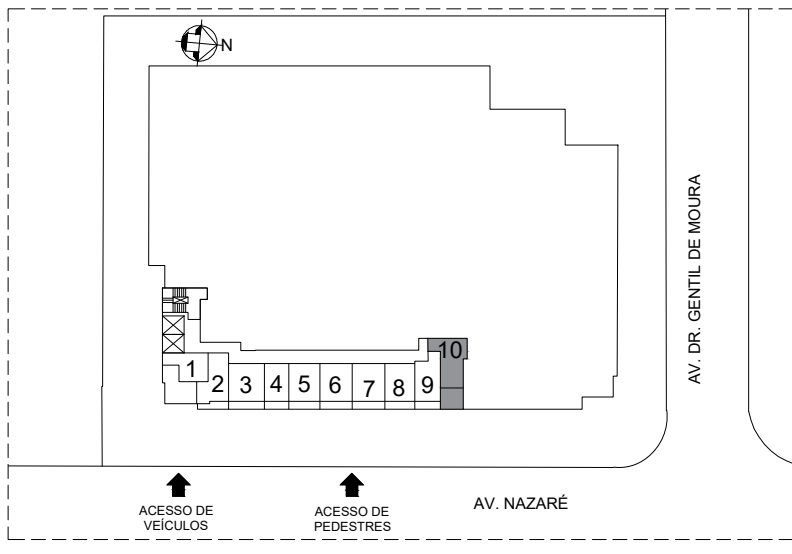 N
AV. DR. GENTIL DE MOURA
10
1
2
3
4
5
6
7
8
9
ACESSO DE
VEÍCULOS
ACESSO DE
PEDESTRES
AV. NAZARÉ